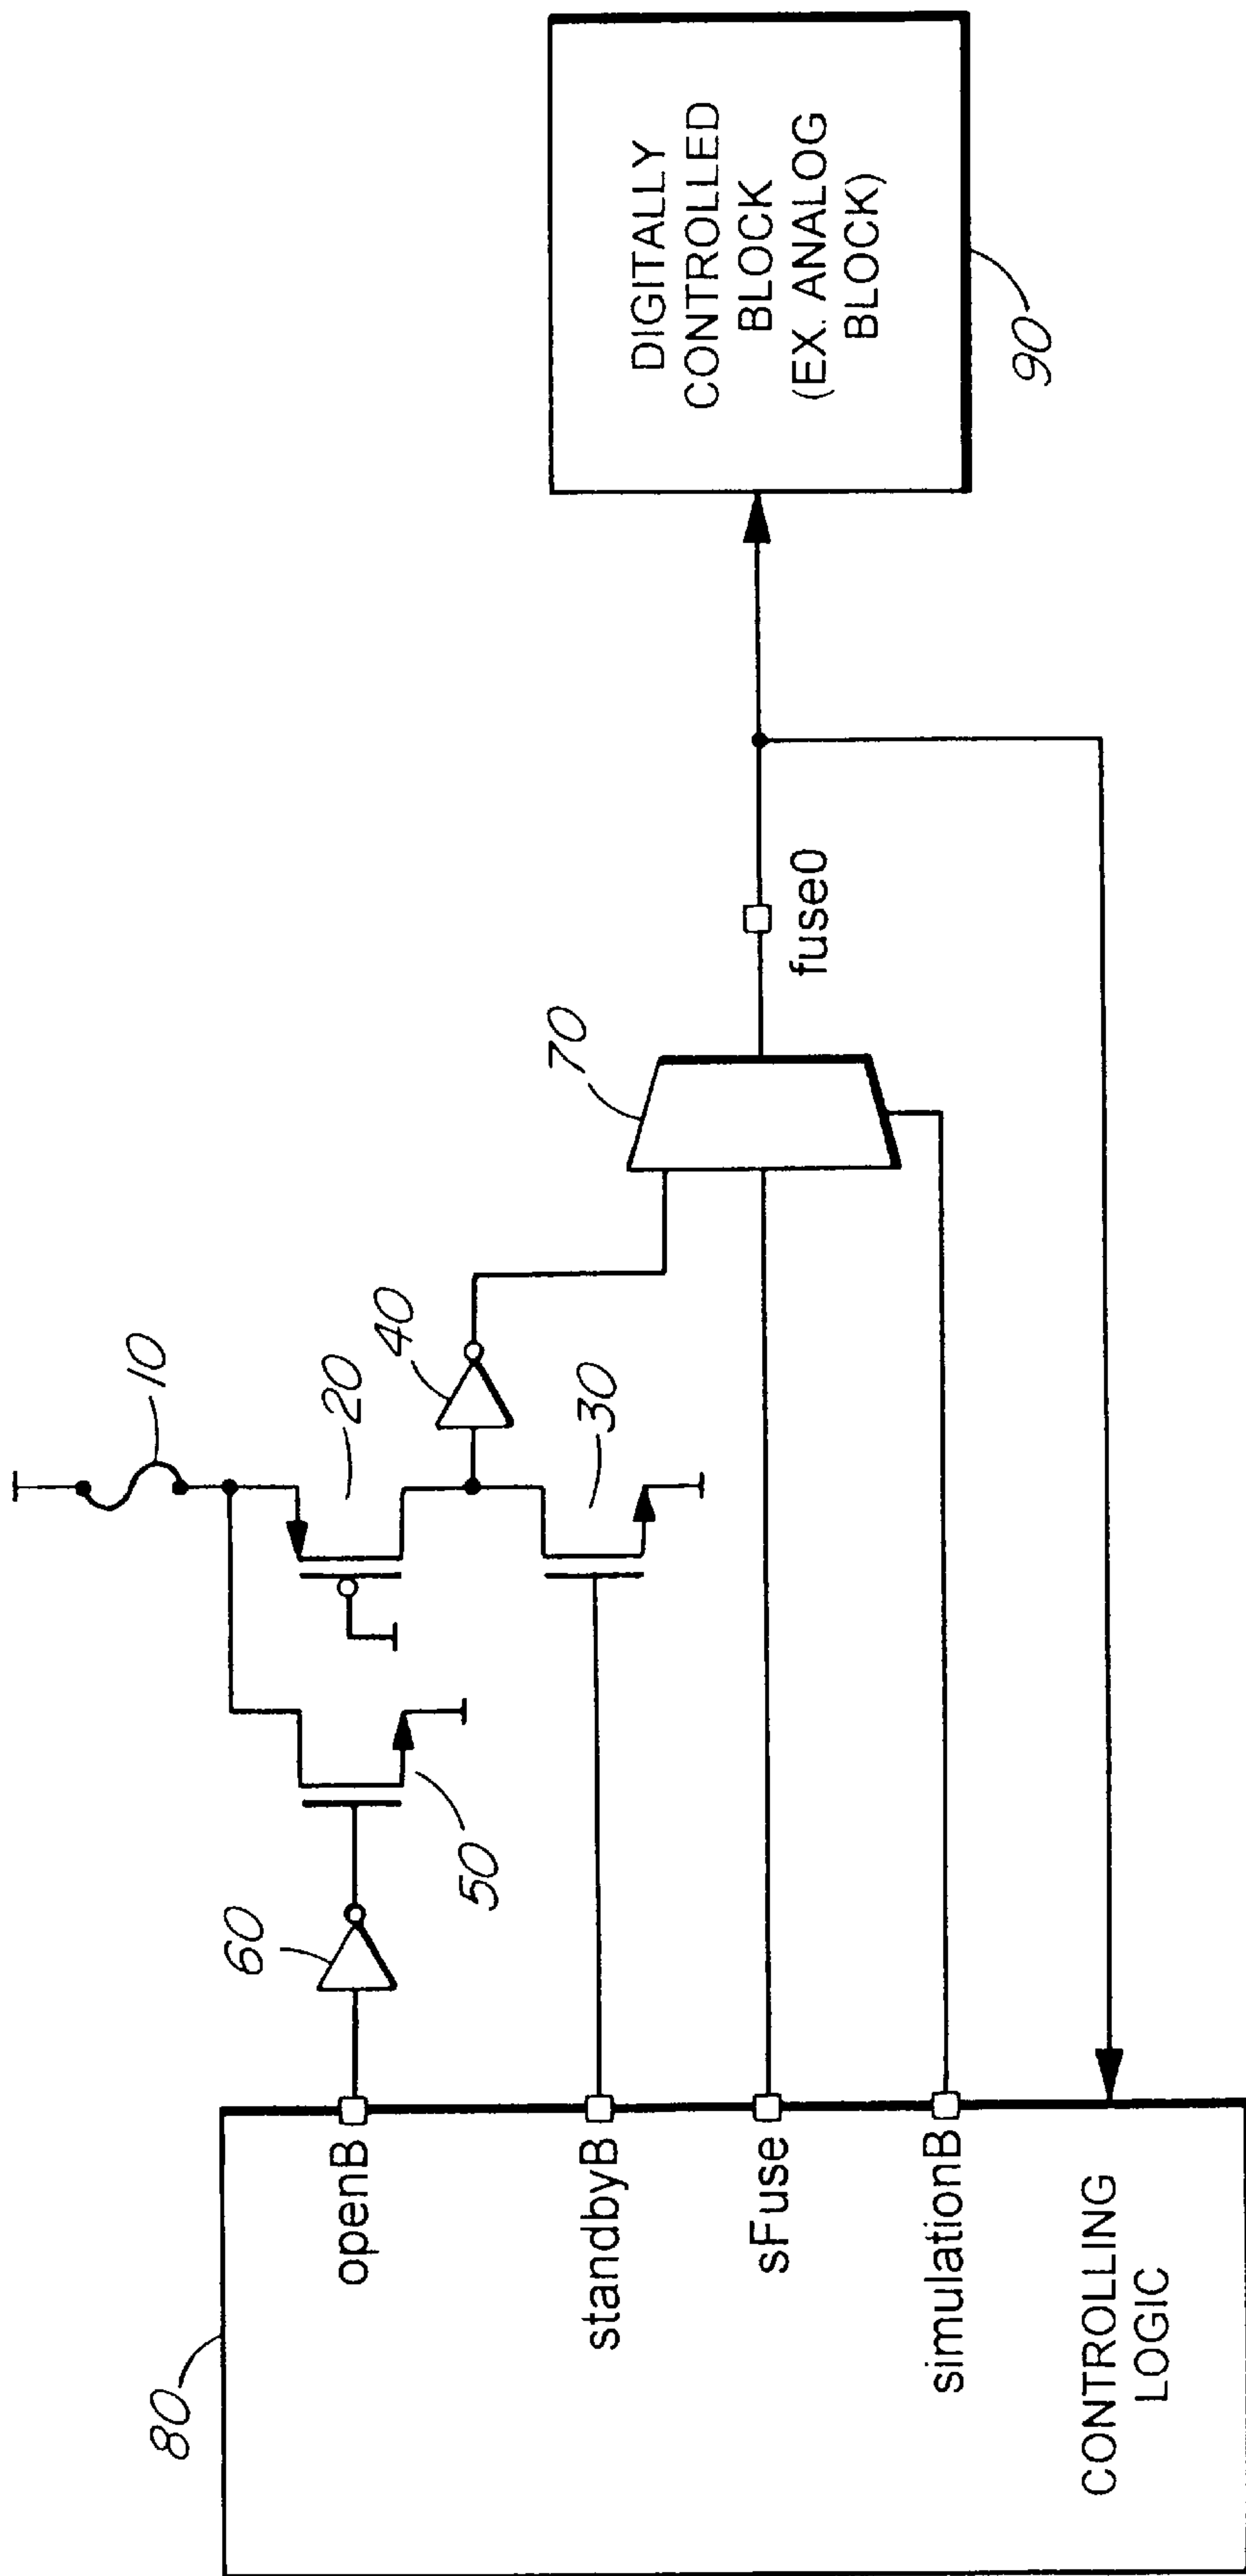 80
openB
standbyB
sFuse
simulationB
CONTROLLING
LOGIC
60
50
10
20
30
40
70
fuse0
DIGITALLY
CONTROLLED
BLOCK
(EX. ANALOG
BLOCK)
90